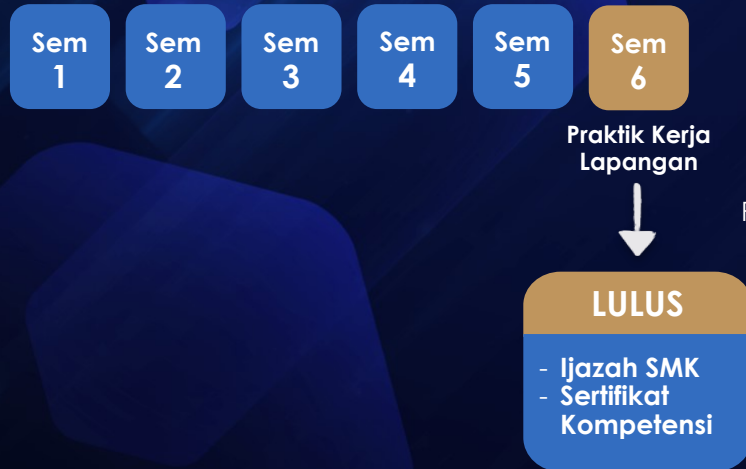 Sem
1
Sem
2
Sem
3
Sem
4
Sem
5
Sem
6
Praktik Kerja
Lapangan
LULUS
- Ijazah SMK
- Sertifikat
Kompetensi